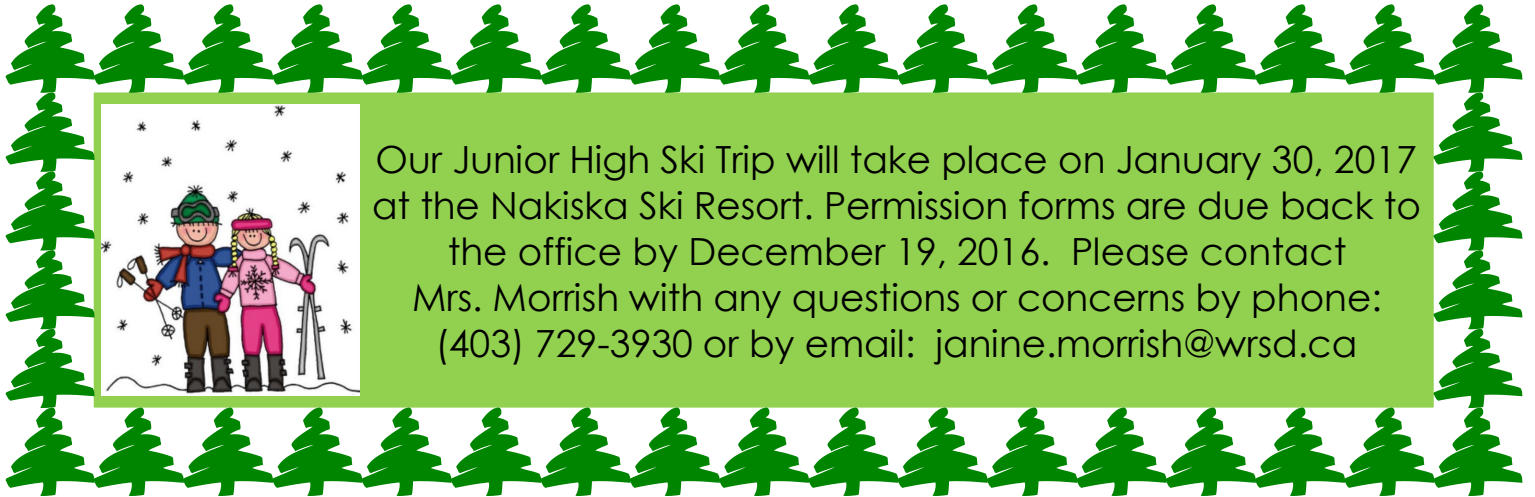 Our Junior High Ski Trip will take place on January 30, 2017
at the Nakiska Ski Resort. Permission forms are due back to
the office by December 19, 2016.  Please contact
Mrs. Morrish with any questions or concerns by phone:
(403) 729-3930 or by email:  janine.morrish@wrsd.ca